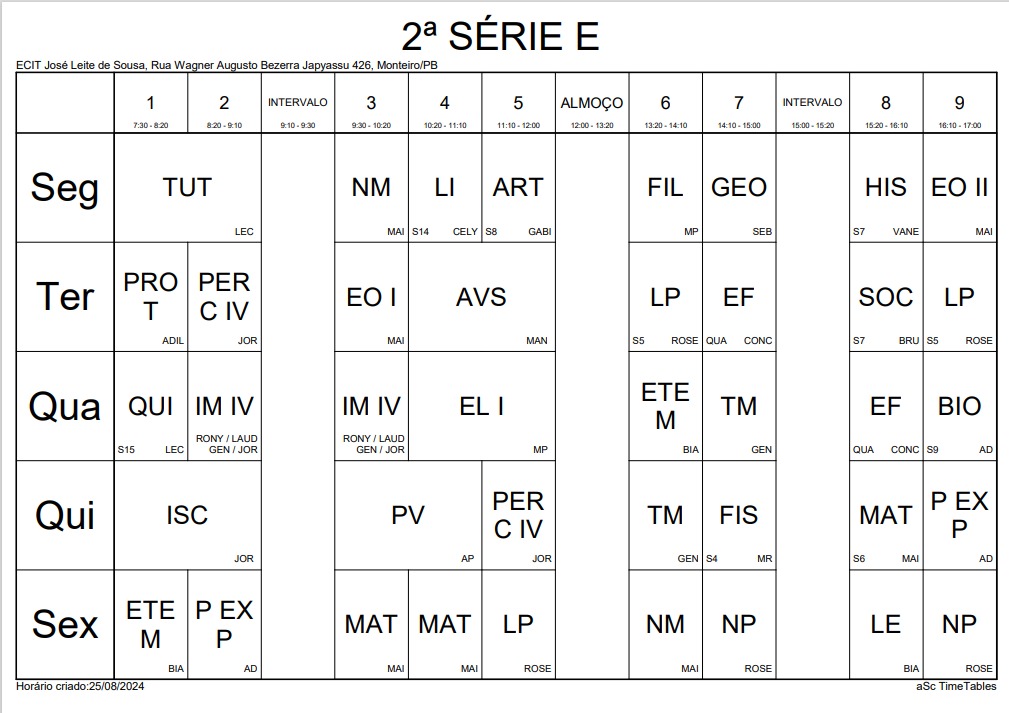 2ª SÉRIE E
ECIT José Leite de Sousa, Rua Wagner Augusto Bezerra Japyassu 426, Monteiro/PB
1 2 INTERVALO 3 4 5 ALMOÇO 6 7 INTERVALO 8 9
7:30 - 8:20 8:20 - 9:10 9:10 - 9:30 9:30 - 10:20 10:20 - 11:10 11:10 - 12:00 12:00 - 13:20 13:20 - 14:10 14:10 - 15:00 15:00 - 15:20 15:20 - 16:10 16:10 - 17:00
Seg TUT NM LI ART FIL GEO HIS EO II
LEC MAI S14 CELY S8 GABI MP SEB S7 VANE MAI
Ter PRO PER EO I AVS LP EF SOC LP
T C IV
ADIL JOR MAI MAN S5 ROSE QUA CONC S7 BRU S5 ROSE
Qua QUI IM IV IM IV EL I ETE TM EF BIO
M
RONY / LAUD RONY / LAUD
S15 LEC GEN / JOR GEN / JOR MP BIA GEN QUA CONC S9 AD
Qui ISC PV PER TM FIS MAT P EX
C IV P
JOR AP JOR GEN S4 MR S6 MAI AD
Sex ETE P EX MAT MAT LP NM NP LE NP
M P
BIA AD MAI MAI ROSE MAI ROSE BIA ROSE
Horário criado:25/08/2024 aSc TimeTables